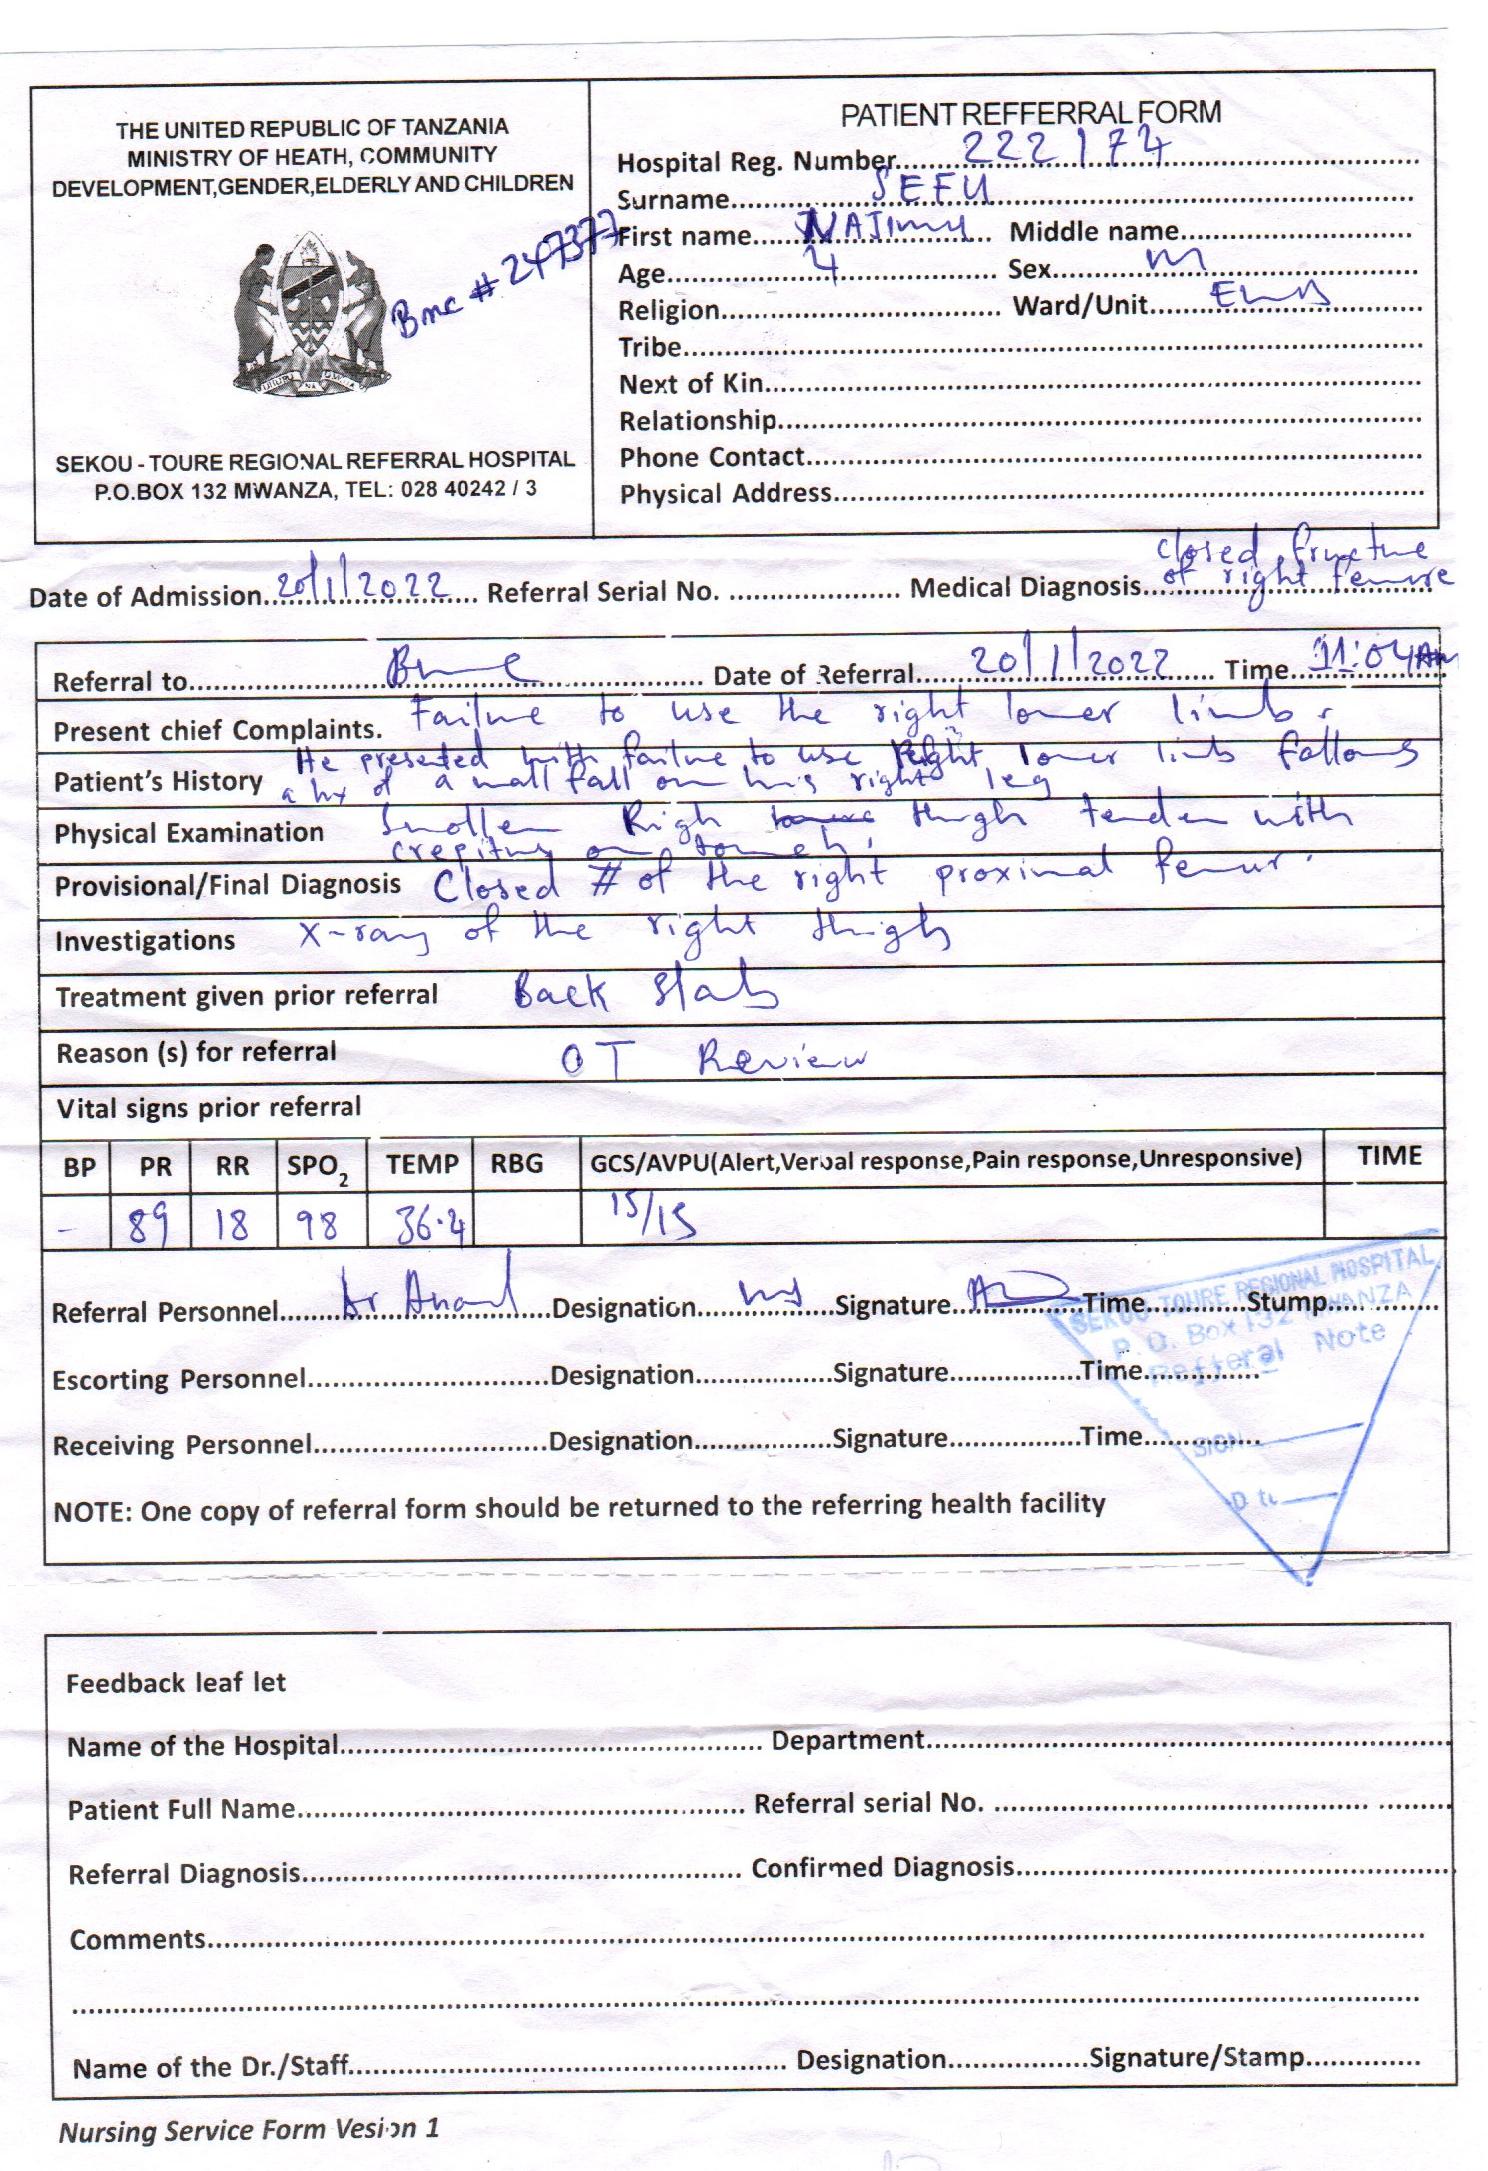 THE UNITED REPUBLIC OF TANZANIA
MINISTRY OF HEATH, COMMUNITY
DEVELOPMENT,GENDER,ELDERLY AND CHILDREN
Bmc # 247377
SEKOU - TOURE REGIONAL REFERRAL HOSPITAL
P.O.BOX 132 MWANZA, TEL: 028 40242 / 3
PATIENT REFFERRAL FORM
Hospital Reg. Number 222174
Surname SEFU
First name NAJImu Middle name
Age 4 Sex m
Religion Ward/Unit
Tribe
Next of Kin
Relationship
Phone Contact
Physical Address
Date of Admission 20/1/2022 Referral Serial No. Medical Diagnosis closed fructure
of right femure
Referral to Bmc Date of Referral 20/1/2022 Time 11:04AM
Present chief Complaints. Failure to use the right lower limb.
Patient's History He presented with failure to use Right lower limb follows
a hx of a wall fall on his right leg
Physical Examination Swollen Righ thigh tender with
crepitus on touch.
Provisional/Final Diagnosis Closed # of the right proximal femur.
Investigations X-ray of the right thigh
Treatment given prior referral Back slab
Reason (s) for referral OT Review
Vital signs prior referral
BP PR RR SPO2 TEMP RBG GCS/AVPU(Alert,Verbal response,Pain response,Unresponsive) TIME
- 89 18 98 36.4 15/15
Referral Personnel Dr Designation Signature Time Stump
Escorting Personnel Designation Signature Time
Receiving Personnel Designation Signature Time
SEKOU TOURE REGIONAL HOSPITAL
P. O. Box 132 MWANZA
Refferal Note
SIGN
NOTE: One copy of referral form should be returned to the referring health facility
Feedback leaf let
Name of the Hospital Department
Patient Full Name Referral serial No.
Referral Diagnosis Confirmed Diagnosis
Comments
Name of the Dr./Staff Designation Signature/Stamp
Nursing Service Form Vesion 1